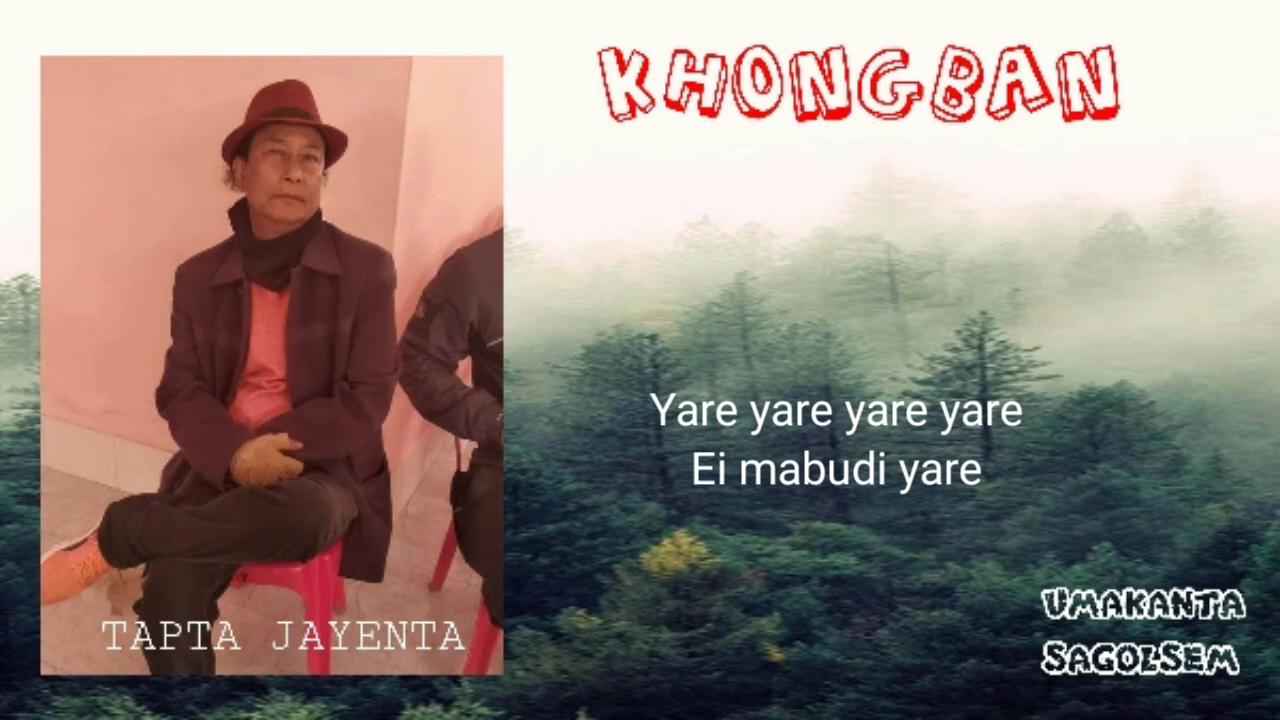 KHONGBAN
Yare yare yare yare
Ei mabudi yare
TAPTA JAYENTA
UMAKANTA
SAGOLSEM